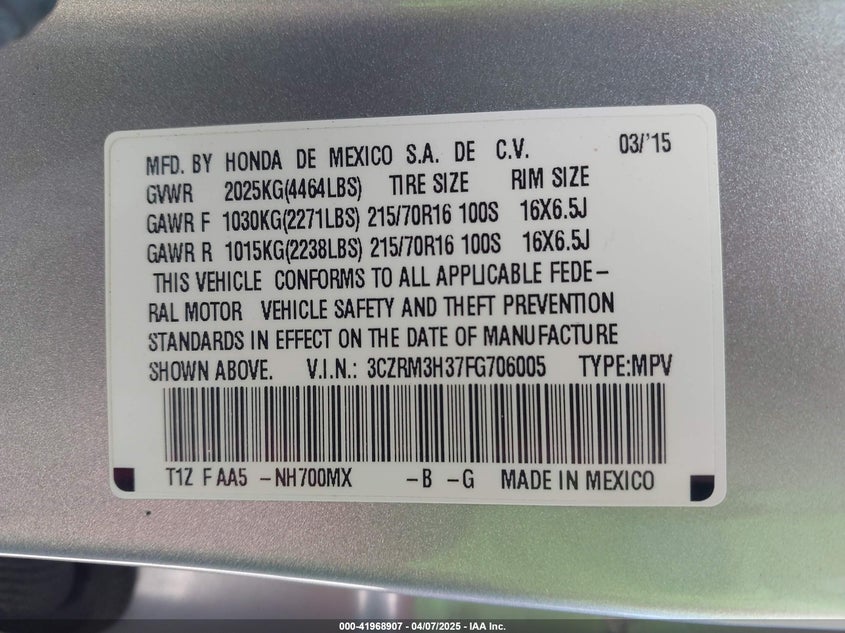 MFD. BY HONDA DE MEXICO S.A. DE C.V. 03/'15
GVWR 2025KG(4464LBS) TIRE SIZE RIM SIZE
GAWR F 1030KG(2271LBS) 215/70R16 100S 16X6.5J
GAWR R 1015KG(2238LBS) 215/70R16 100S 16X6.5J
THIS VEHICLE CONFORMS TO ALL APPLICABLE FEDE-
RAL MOTOR VEHICLE SAFETY AND THEFT PREVENTION
STANDARDS IN EFFECT ON THE DATE OF MANUFACTURE
SHOWN ABOVE. V.I.N.: 3CZRM3H37FG706005 TYPE:MPV
T1Z F AA5 -NH700MX -B -G MADE IN MEXICO
000-41968907 - 04/07/2025 - IAA Inc.